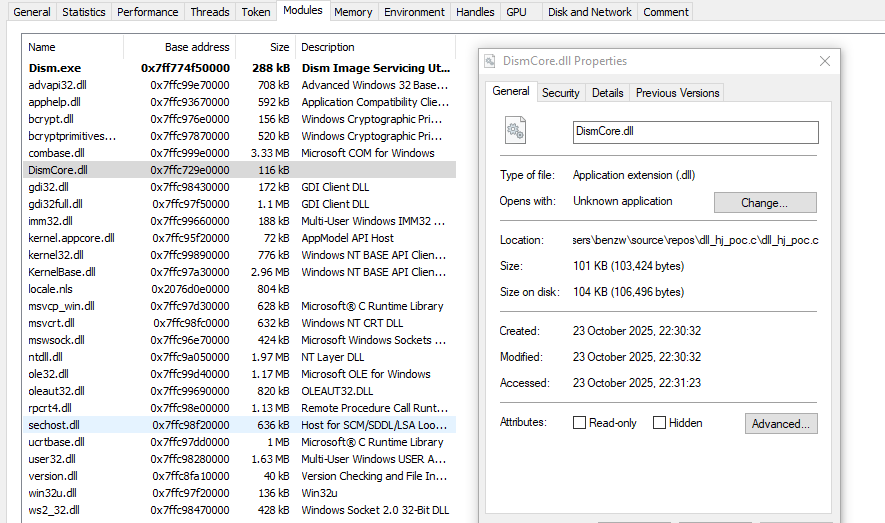 General Statistics Performance Threads Token Modules Memory Environment Handles GPU Disk and Network Comment
Name Base address Size Description
Dism.exe 0x7ff774f50000 288 kB Dism Image Servicing Ut...
advapi32.dll 0x7ffc99e70000 708 kB Advanced Windows 32 Base...
apphelp.dll 0x7ffc93670000 592 kB Application Compatibility Clie...
bcrypt.dll 0x7ffc976e0000 156 kB Windows Cryptographic Pri...
bcryptprimitives... 0x7ffc97870000 520 kB Windows Cryptographic Pri...
combase.dll 0x7ffc999e0000 3.33 MB Microsoft COM for Windows
DismCore.dll 0x7ffc729e0000 116 kB
gdi32.dll 0x7ffc98430000 172 kB GDI Client DLL
gdi32full.dll 0x7ffc97f50000 1.1 MB GDI Client DLL
imm32.dll 0x7ffc99660000 188 kB Multi-User Windows IMM32 ...
kernel.appcore.dll 0x7ffc95f20000 72 kB AppModel API Host
kernel32.dll 0x7ffc99890000 776 kB Windows NT BASE API Clien...
KernelBase.dll 0x7ffc97a30000 2.96 MB Windows NT BASE API Clien...
locale.nls 0x2076d0e0000 804 kB
msvcp_win.dll 0x7ffc97d30000 628 kB Microsoft® C Runtime Library
msvcrt.dll 0x7ffc98fc0000 632 kB Windows NT CRT DLL
mswsock.dll 0x7ffc96e70000 424 kB Microsoft Windows Sockets ...
ntdll.dll 0x7ffc9a050000 1.97 MB NT Layer DLL
ole32.dll 0x7ffc99d40000 1.17 MB Microsoft OLE for Windows
oleaut32.dll 0x7ffc99690000 820 kB OLEAUT32.DLL
rpcrt4.dll 0x7ffc98e00000 1.13 MB Remote Procedure Call Runt...
sechost.dll 0x7ffc98f20000 636 kB Host for SCM/SDDL/LSA Loo...
ucrtbase.dll 0x7ffc97dd0000 1 MB Microsoft® C Runtime Library
user32.dll 0x7ffc98280000 1.63 MB Multi-User Windows USER A...
version.dll 0x7ffc8fa10000 40 kB Version Checking and File In...
win32u.dll 0x7ffc97f20000 136 kB Win32u
ws2_32.dll 0x7ffc98470000 428 kB Windows Socket 2.0 32-Bit DLL
DismCore.dll Properties
General Security Details Previous Versions
DismCore.dll
Type of file: Application extension (.dll)
Opens with: Unknown application Change...
Location: sers\benzw\source\repos\dll_hj_poc.c\dll_hj_poc.c
Size: 101 KB (103,424 bytes)
Size on disk: 104 KB (106,496 bytes)
Created: 23 October 2025, 22:30:32
Modified: 23 October 2025, 22:30:32
Accessed: 23 October 2025, 22:31:23
Attributes: Read-only Hidden Advanced...